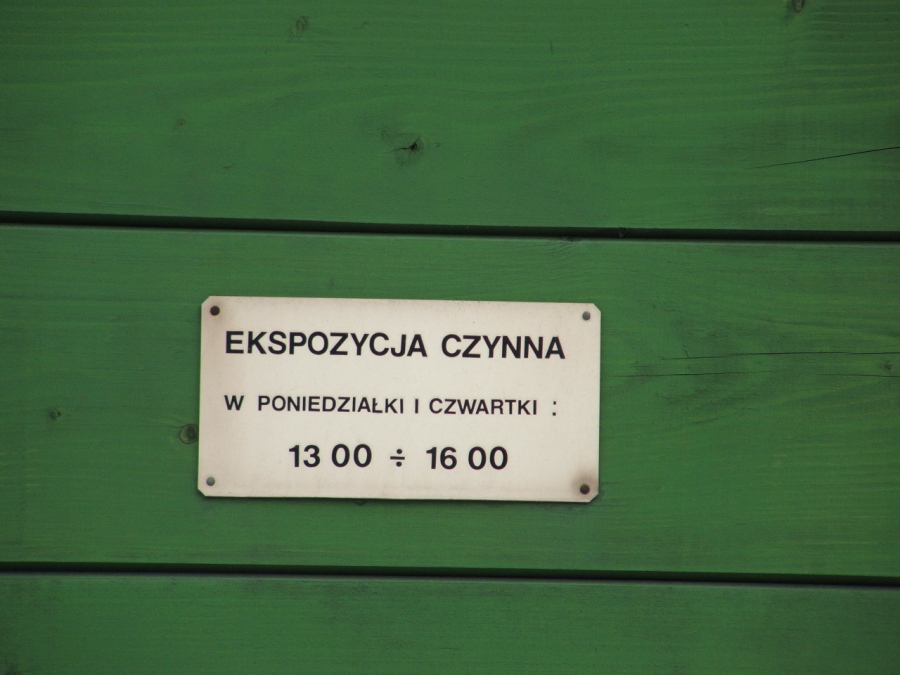 EKSPOZYCJA CZYNNA
W PONIEDZIAŁKI I CZWARTKI :
13 00 ÷ 16 00